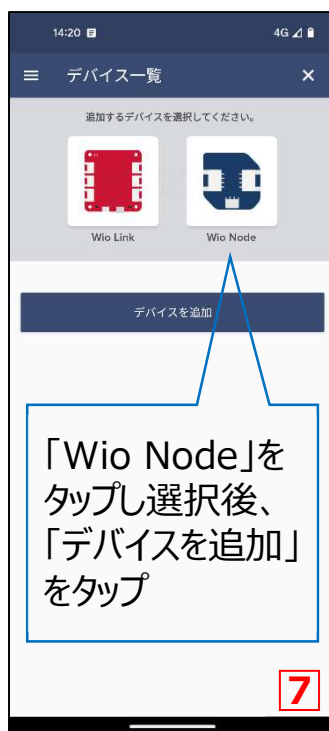 14:20 4G
デバイス一覧
追加するデバイスを選択してください。
Wio Link Wio Node
デバイスを追加
「Wio Node」を
タップし選択後、
「デバイスを追加」
をタップ
7